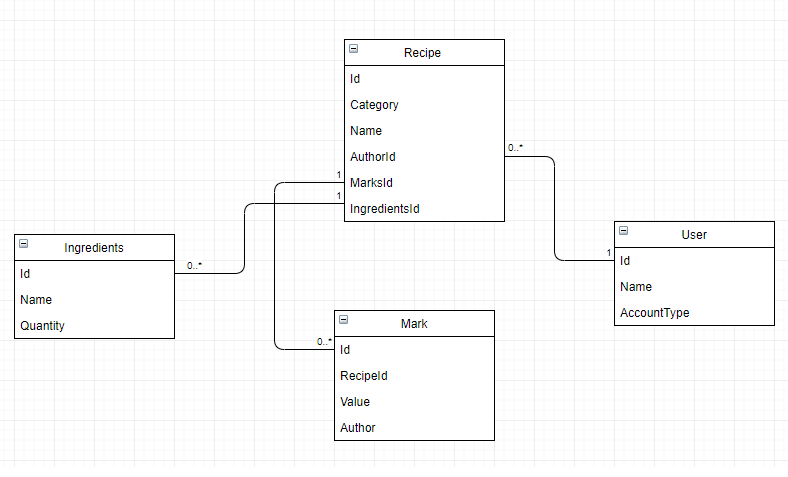 Recipe
Id
Category
Name
AuthorId
MarksId
IngredientsId
0..*
1
1
Ingredients
Id
Name
Quantity
0..*
User
Id
Name
AccountType
1
Mark
Id
RecipeId
Value
Author
0..*